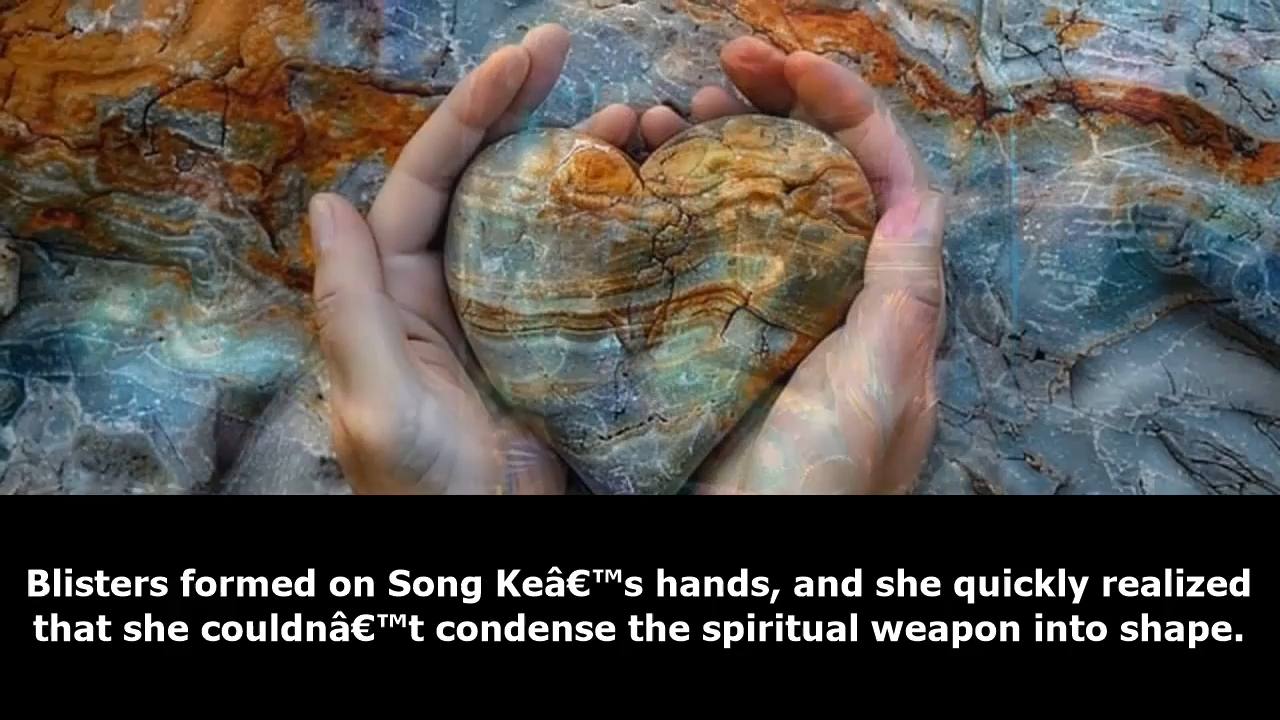 Blisters formed on Song Keâ€™s hands, and she quickly realized
that she couldnâ€™t condense the spiritual weapon into shape.